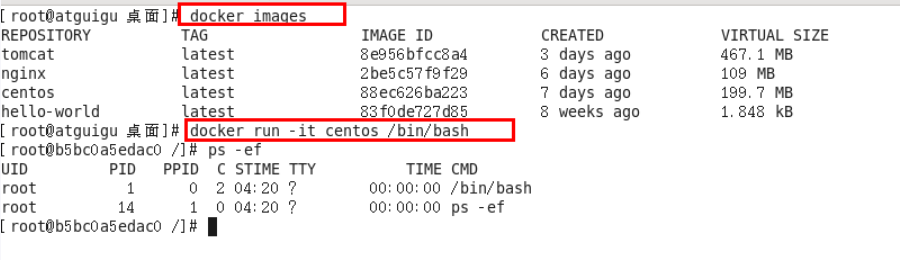 [root@atguigu 桌面]# docker images
REPOSITORY TAG IMAGE ID CREATED VIRTUAL SIZE
tomcat latest 8e956bfcc8a4 3 days ago 467.1 MB
nginx latest 2be5c57f9f29 6 days ago 109 MB
centos latest 88ec626ba223 7 days ago 199.7 MB
hello-world latest 83f0de727d85 8 weeks ago 1.848 kB
[root@atguigu 桌面]# docker run -it centos /bin/bash
[root@b5bc0a5edac0 /]# ps -ef
UID PID PPID C STIME TTY TIME CMD
root 1 0 2 04:20 ? 00:00:00 /bin/bash
root 14 1 0 04:20 ? 00:00:00 ps -ef
[root@b5bc0a5edac0 /]#